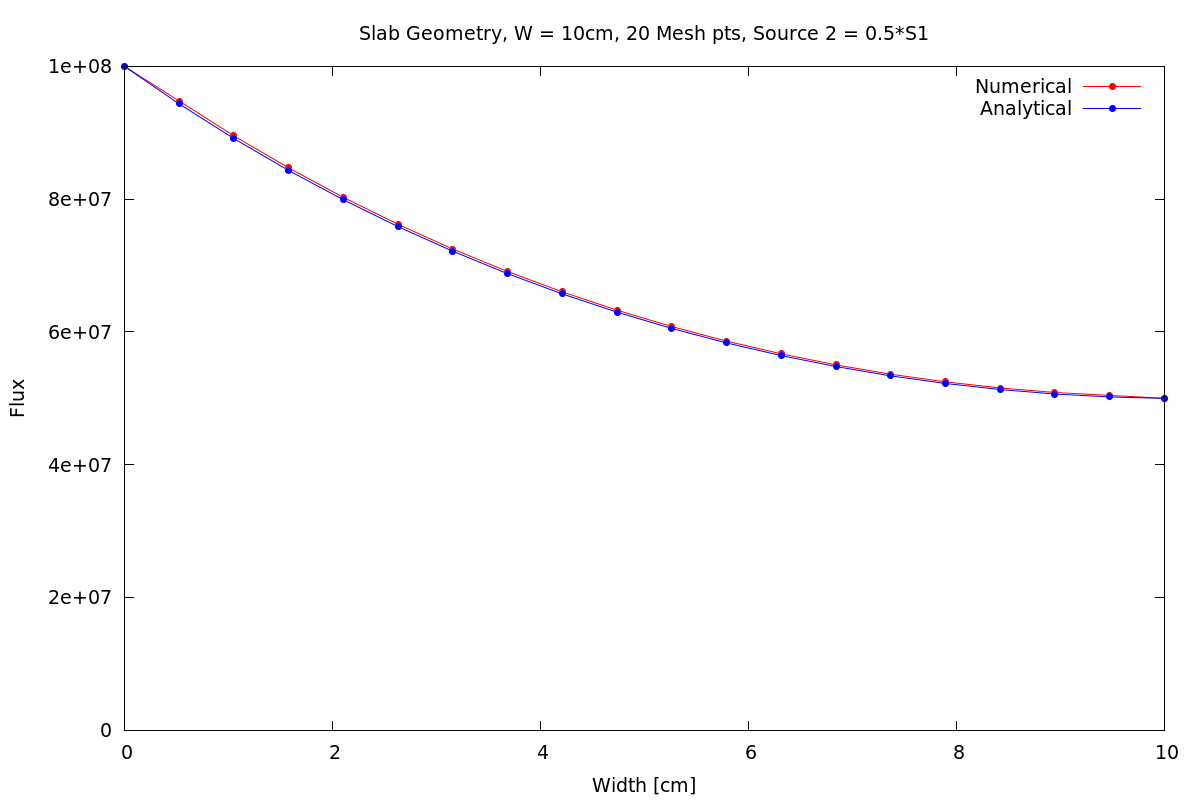 Slab Geometry, W = 10cm, 20 Mesh pts, Source 2 = 0.5*S1
1e+08
8e+07
6e+07
4e+07
2e+07
0
Flux
Numerical
Analytical
0 2 4 6 8 10
Width [cm]